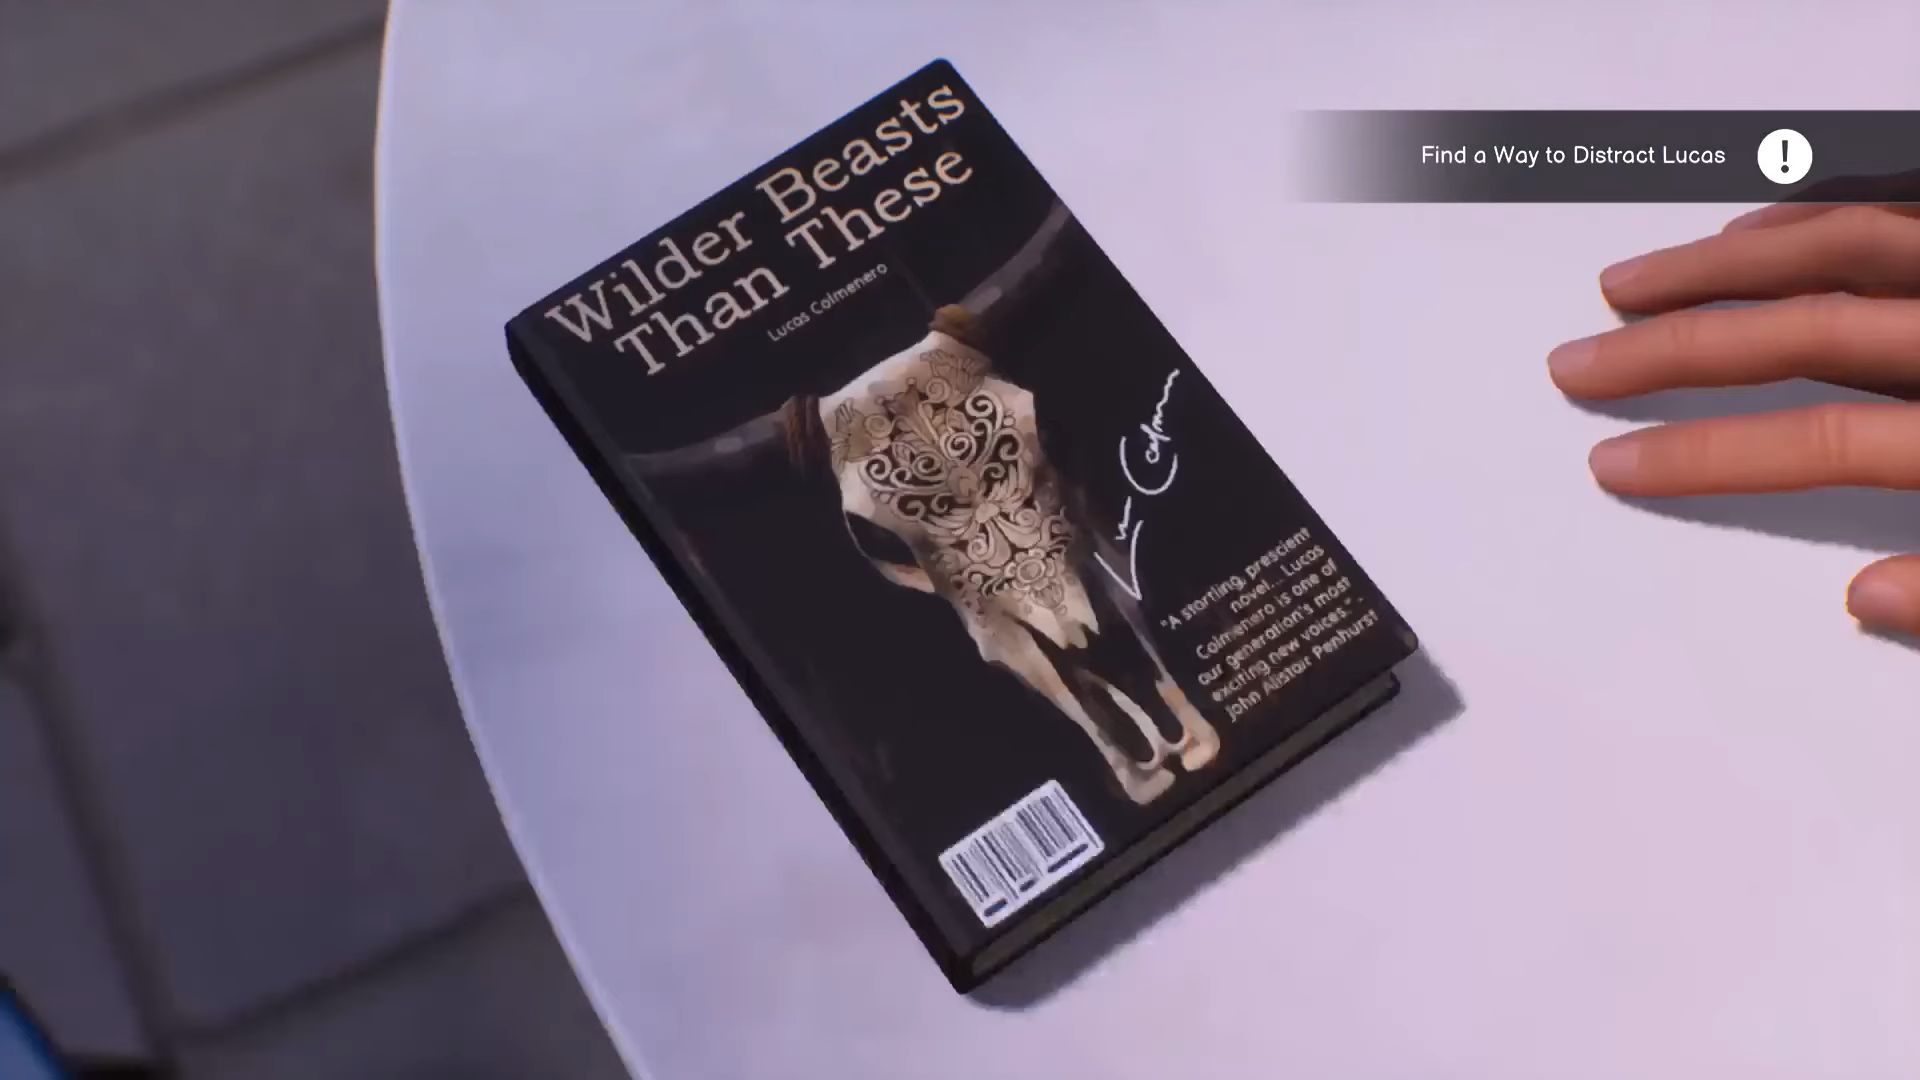 Wilder Beasts
Than These
Lucas Colmenero
"A startling, prescient
novel... Lucas
Colmenero is one of
our generation's most
exciting new voices." -
John Alistair Penhurst
Find a Way to Distract Lucas
!